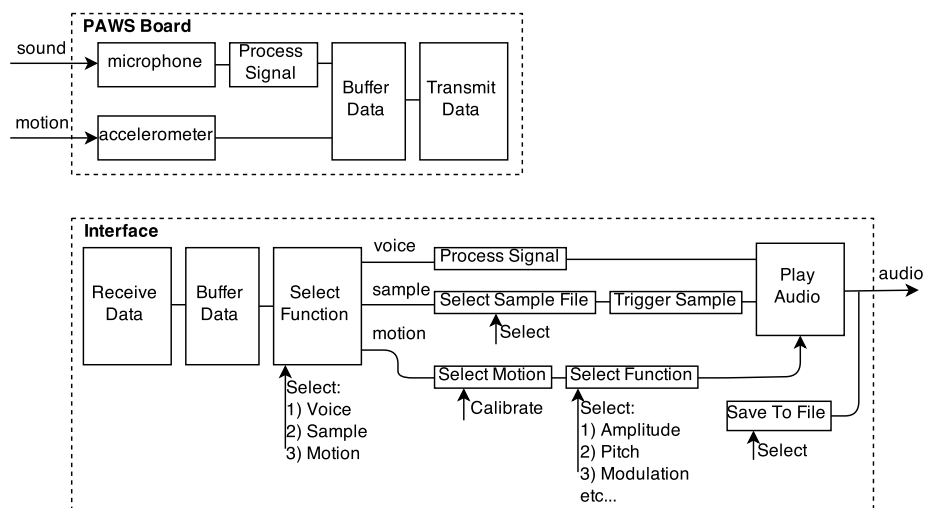 PAWS Board
sound
microphone
Process
Signal
Buffer
Data
Transmit
Data
motion
accelerometer
Interface
Receive
Data
Buffer
Data
Select
Function
voice
Process Signal
sample
Select Sample File
Trigger Sample
Select
motion
Select Motion
Select Function
Calibrate
Play
Audio
audio
Select:
1) Voice
2) Sample
3) Motion
Select:
1) Amplitude
2) Pitch
3) Modulation
etc...
Save To File
Select